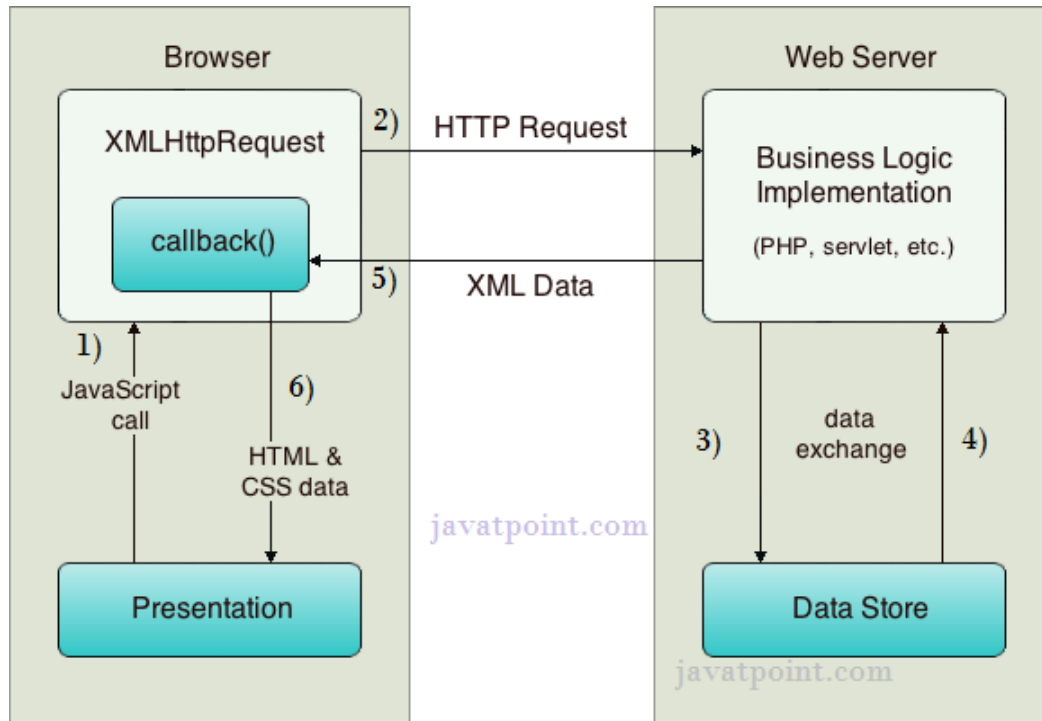 Browser
Web Server
XMLHttpRequest
callback()
2)
HTTP Request
Business Logic
Implementation
(PHP, servlet, etc.)
5)
XML Data
1)
JavaScript
call
6)
HTML &
CSS data
3)
data
exchange
4)
javatpoint.com
Presentation
Data Store
javatpoint.com